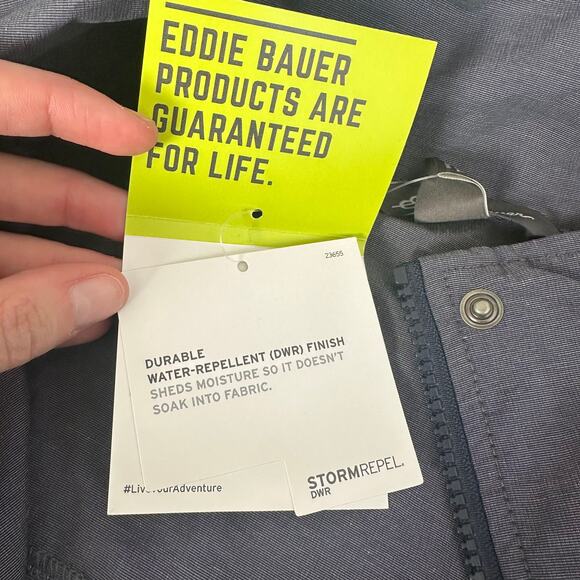 EDDIE BAUER
PRODUCTS ARE
GUARANTEED
FOR LIFE.
23655
DURABLE
WATER-REPELLENT (DWR) FINISH
SHEDS MOISTURE SO IT DOESN'T
SOAK INTO FABRIC.
STORMREPEL.
DWR
#LiveYourAdventure